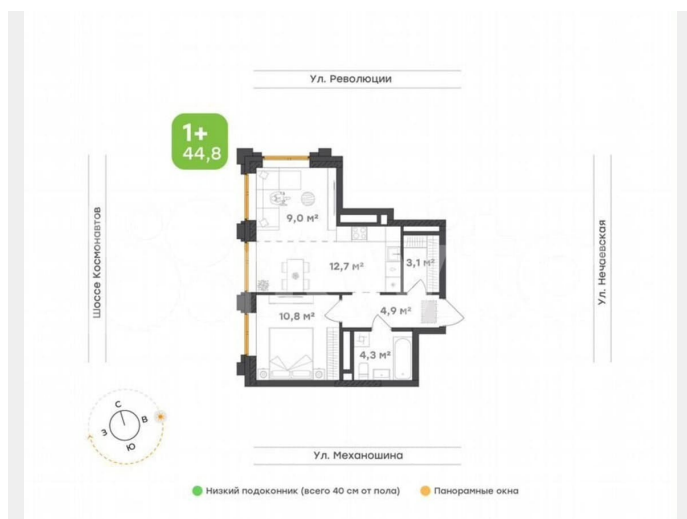 Ул. Революции
1+
44,8
Шоссе Космонавтов
Ул. Нечаевская
9,0 м²
12,7 м²
3,1 м²
10,8 м²
4,9 м²
4,3 м²
С
В
З
Ю
Ул. Механошина
Низкий подоконник (всего 40 см от пола)
Панорамные окна